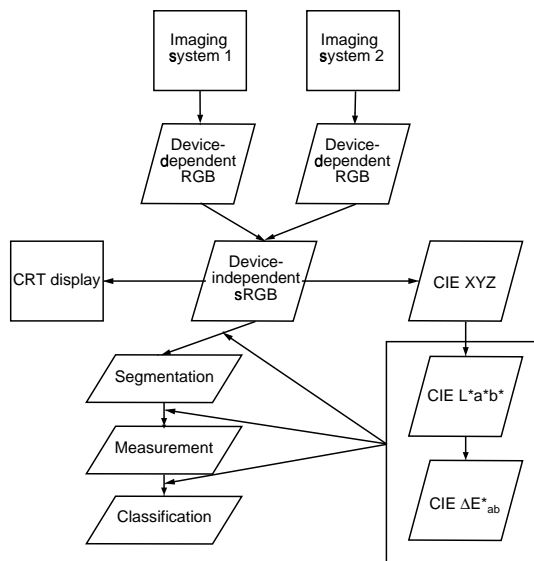 Imaging
system 1
Imaging
system 2
Device-
dependent
RGB
Device-
dependent
RGB
CRT display
Device-
independent
sRGB
CIE XYZ
Segmentation
CIE L*a*b*
Measurement
CIE ΔE*ab
Classification